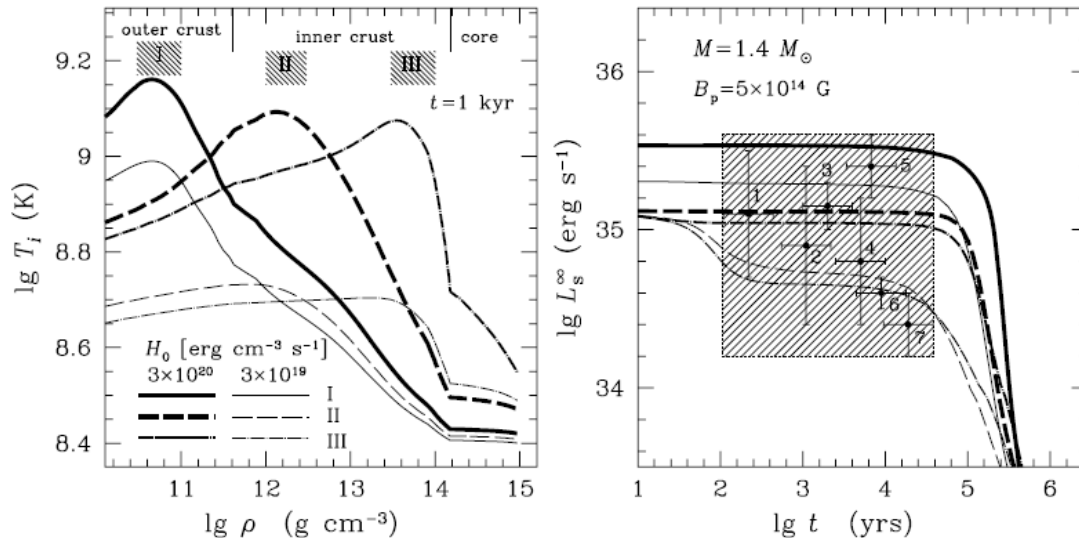 outer crust
inner crust
core
I
II
III
t=1 kyr
9.2
9
8.8
8.6
8.4
lg T_i (K)
H_0 [erg cm^−3 s^−1]
3×10^20 3×10^19
I
II
III
11 12 13 14 15
lg ρ (g cm^−3)
M=1.4 M_⊙
B_p=5×10^14 G
36
35
34
lg L_s^∞ (erg s^−1)
1
2
3
4
5
6
7
1 2 3 4 5 6
lg t (yrs)